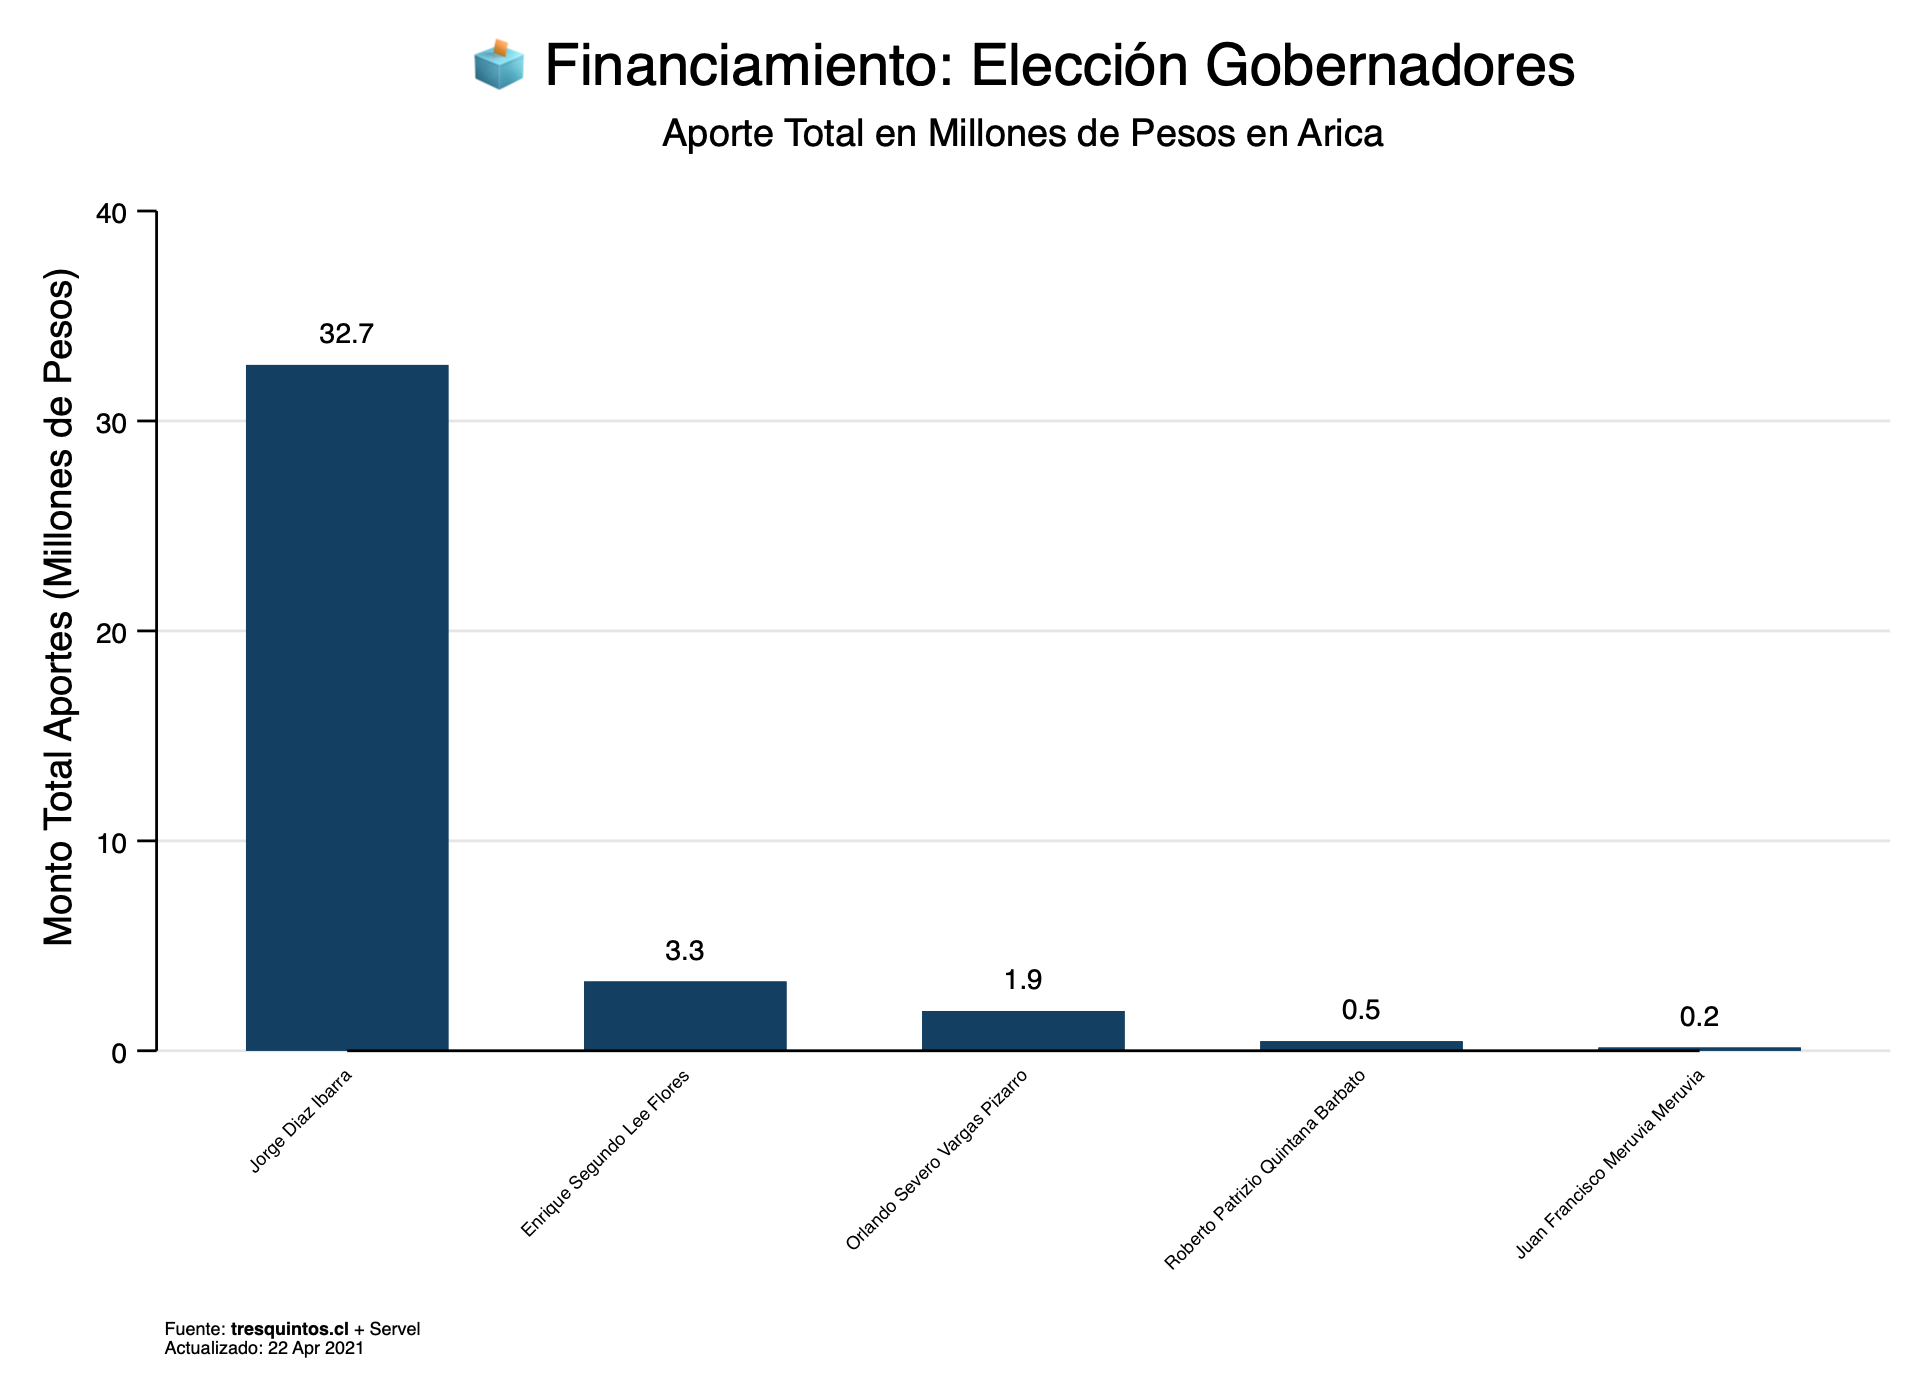 Financiamiento: Elección Gobernadores
Aporte Total en Millones de Pesos en Arica
Monto Total Aportes (Millones de Pesos)
40
30
20
10
0
32.7
3.3
1.9
0.5
0.2
Jorge Diaz Ibarra
Enrique Segundo Lee Flores
Orlando Severo Vargas Pizarro
Roberto Patrizio Quintana Barbato
Juan Francisco Meruvia Meruvia
Fuente: tresquintos.cl + Servel
Actualizado: 22 Apr 2021